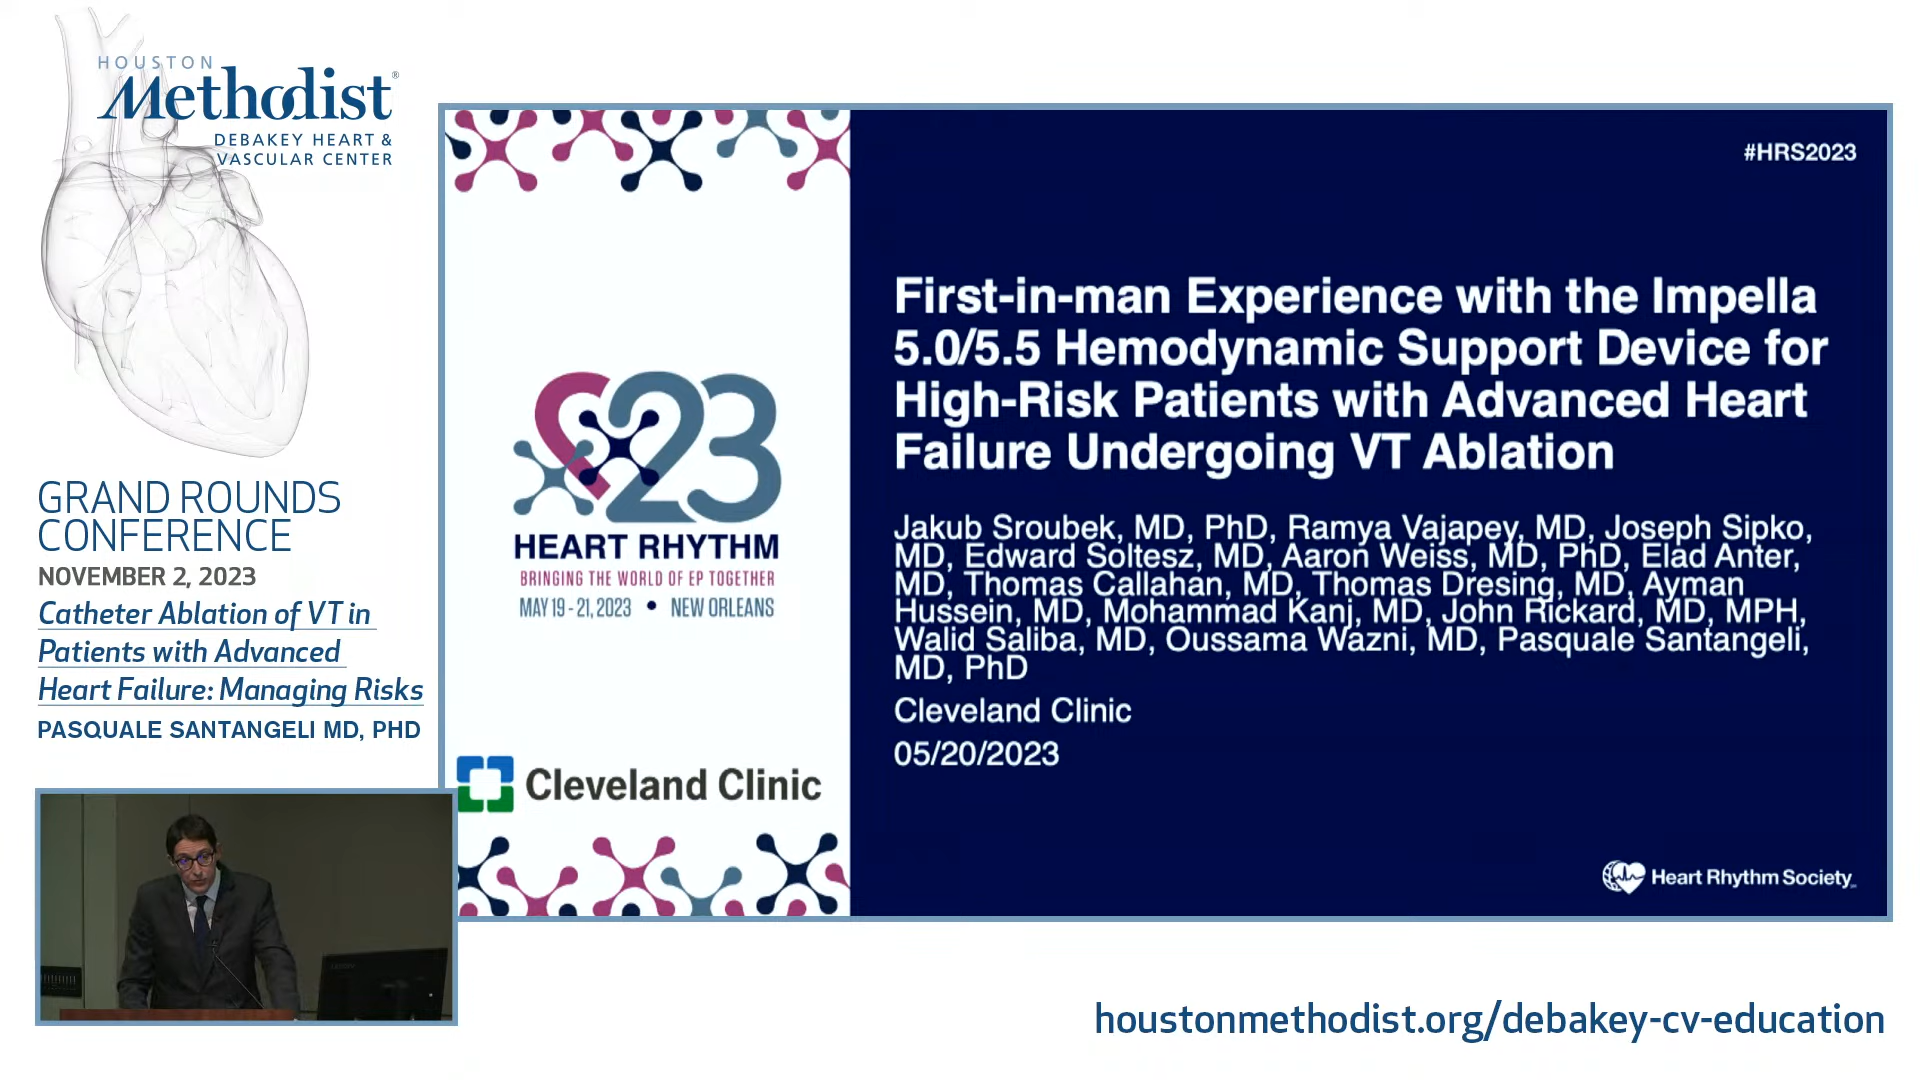 HOUSTON
Methodist®
DEBAKEY HEART &
VASCULAR CENTER
GRAND ROUNDS
CONFERENCE
NOVEMBER 2, 2023
Catheter Ablation of VT in
Patients with Advanced
Heart Failure: Managing Risks
PASQUALE SANTANGELI MD, PHD
23
HEART RHYTHM
BRINGING THE WORLD OF EP TOGETHER
MAY 19 - 21, 2023 • NEW ORLEANS
Cleveland Clinic
#HRS2023
First-in-man Experience with the Impella
5.0/5.5 Hemodynamic Support Device for
High-Risk Patients with Advanced Heart
Failure Undergoing VT Ablation
Jakub Sroubek, MD, PhD, Ramya Vajapey, MD, Joseph Sipko,
MD, Edward Soltesz, MD, Aaron Weiss, MD, PhD, Elad Anter,
MD, Thomas Callahan, MD, Thomas Dresing, MD, Ayman
Hussein, MD, Mohammad Kanj, MD, John Rickard, MD, MPH,
Walid Saliba, MD, Oussama Wazni, MD, Pasquale Santangeli,
MD, PhD
Cleveland Clinic
05/20/2023
Heart Rhythm Society
houstonmethodist.org/debakey-cv-education